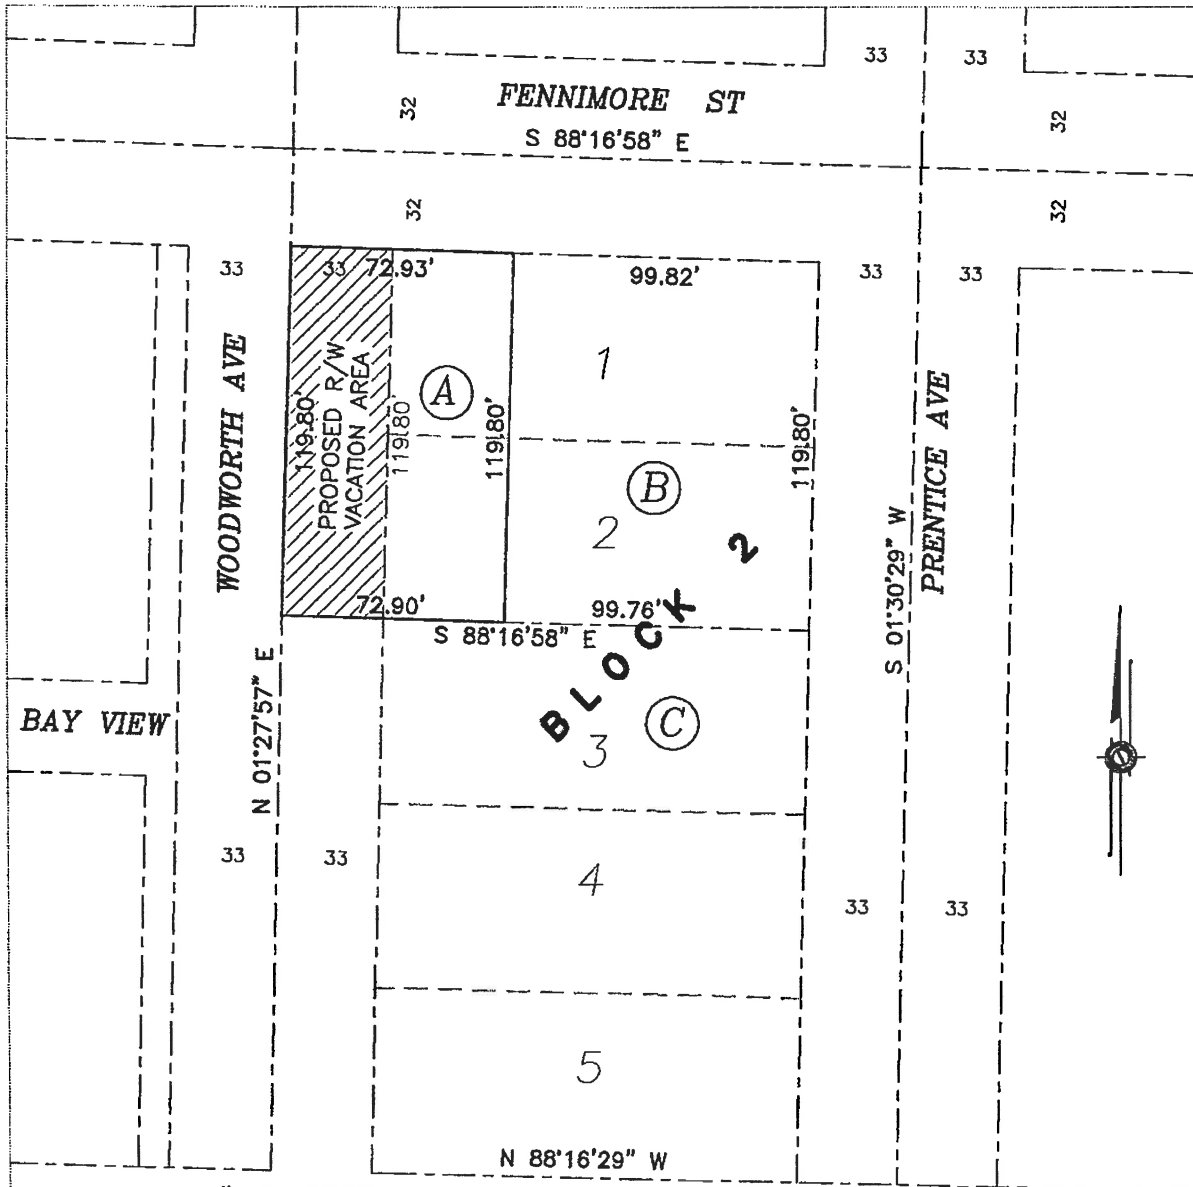 33
33
FENNIMORE ST
32
32
S 88°16'58" E
32
32
33
33
72.93'
99.82'
33
33
WOODWORTH AVE
119.80'
PROPOSED R/W
VACATION AREA
119.80'
A
119.80'
1
119.80'
PRENTICE AVE
B
2
BLOCK 2
S 01°30'29" W
72.90'
99.76'
S 88°16'58" E
N 01°27'57" E
BAY VIEW
C
3
33
33
4
33
33
5
N 88°16'29" W